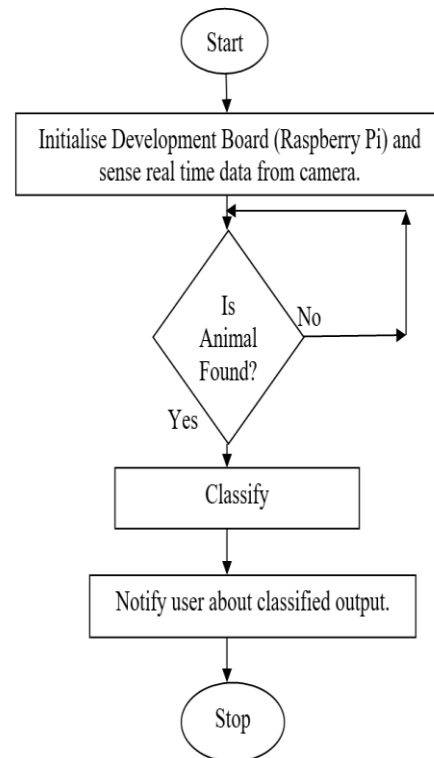 Start
Initialise Development Board (Raspberry Pi) and
sense real time data from camera.
Is
Animal
Found?
No
Yes
Classify
Notify user about classified output.
Stop